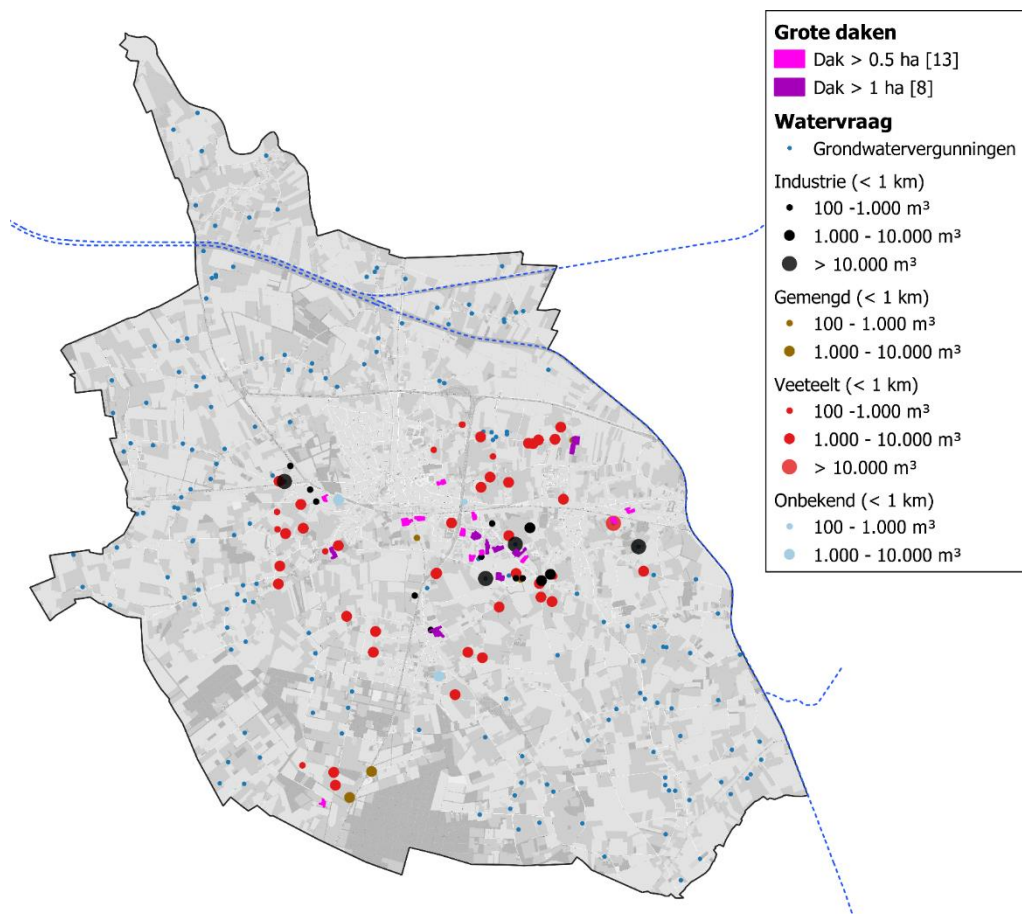 Grote daken
Dak > 0.5 ha [13]
Dak > 1 ha [8]
Watervraag
Grondwatervergunningen
Industrie (< 1 km)
100 -1.000 m³
1.000 - 10.000 m³
> 10.000 m³
Gemengd (< 1 km)
100 - 1.000 m³
1.000 - 10.000 m³
Veeteelt (< 1 km)
100 -1.000 m³
1.000 - 10.000 m³
> 10.000 m³
Onbekend (< 1 km)
100 - 1.000 m³
1.000 - 10.000 m³